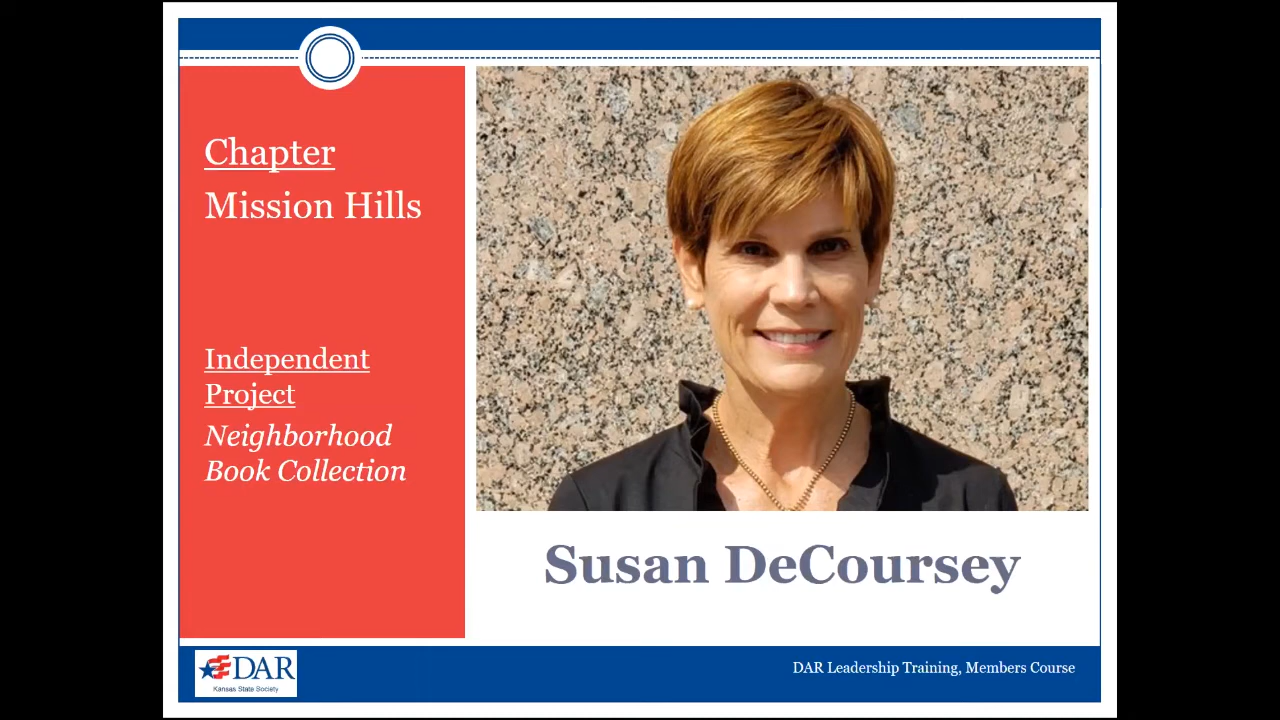 Chapter
Mission Hills
Independent
Project
Neighborhood
Book Collection
Susan DeCoursey
DAR
Kansas State Society
DAR Leadership Training, Members Course